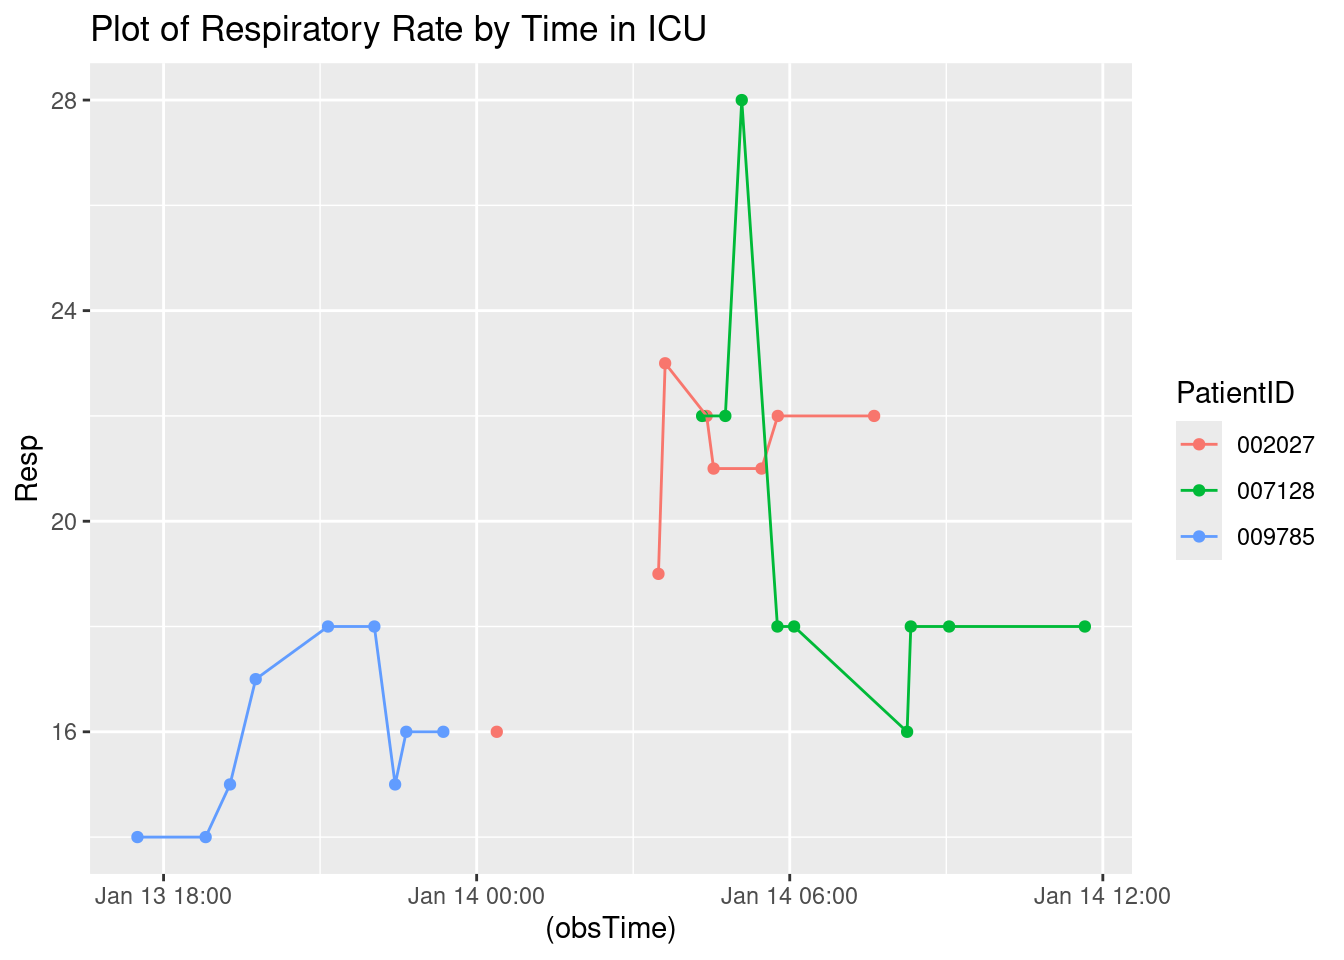 Plot of Respiratory Rate by Time in ICU
28
24
20
16
Resp
Jan 13 18:00
Jan 14 00:00
Jan 14 06:00
Jan 14 12:00
(obsTime)
PatientID
002027
007128
009785